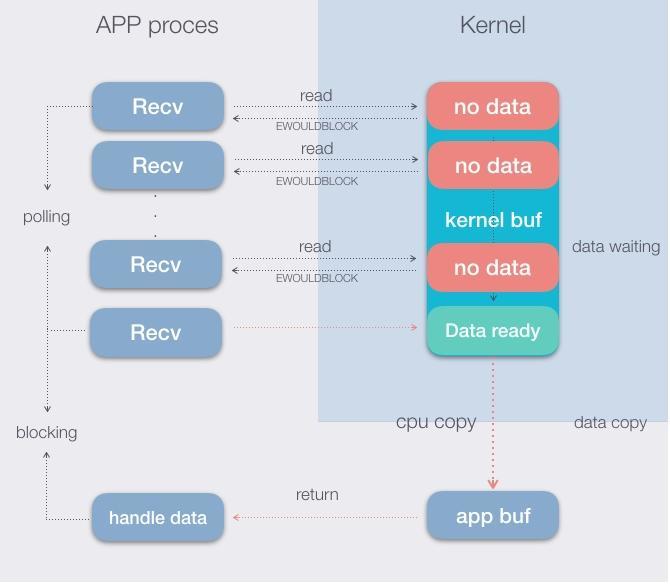 APP proces
Kernel
Recv
read
no data
EWOULDBLOCK
Recv
read
no data
EWOULDBLOCK
polling
kernel buf
data waiting
Recv
read
no data
EWOULDBLOCK
Recv
Data ready
blocking
cpu copy
data copy
handle data
return
app buf